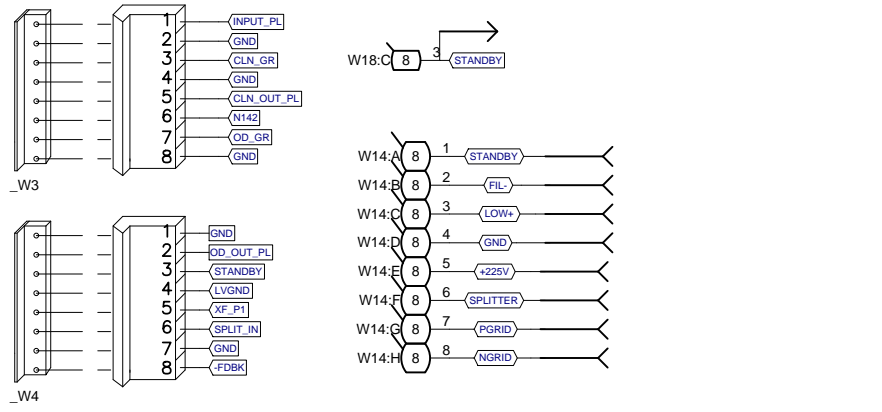 1 INPUT_PL
2 GND
3 CLN_GR
4 GND
5 CLN_OUT_PL
6 N142
7 OD_GR
8 GND
_W3
1 GND
2 OD_OUT_PL
3 STANDBY
4 LVGND
5 XF_P1
6 SPLIT_IN
7 GND
8 -FDBK
_W4
W18:C 8 3 STANDBY
W14:A 8 1 STANDBY
W14:B 8 2 FIL-
W14:C 8 3 LOW+
W14:D 8 4 GND
W14:E 8 5 +225V
W14:F 8 6 SPLITTER
W14:G 8 7 PGRID
W14:H 8 8 NGRID